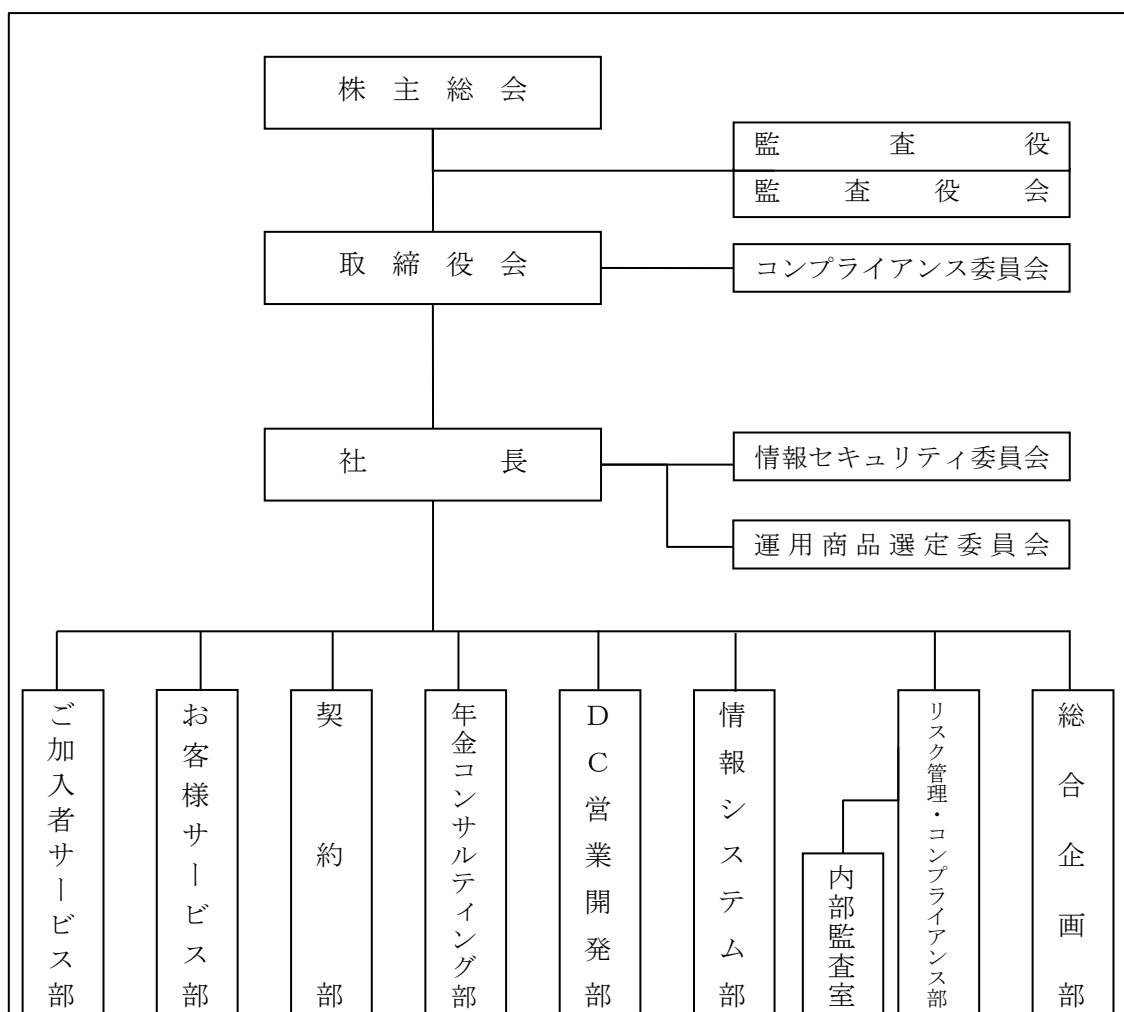 株主総会
監査役
監査役会
取締役会
コンプライアンス委員会
社長
情報セキュリティ委員会
運用商品選定委員会
ご加入者サービス部
お客様サービス部
契約部
年金コンサルティング部
ＤＣ営業開発部
情報システム部
内部監査室
リスク管理・コンプライアンス部
総合企画部